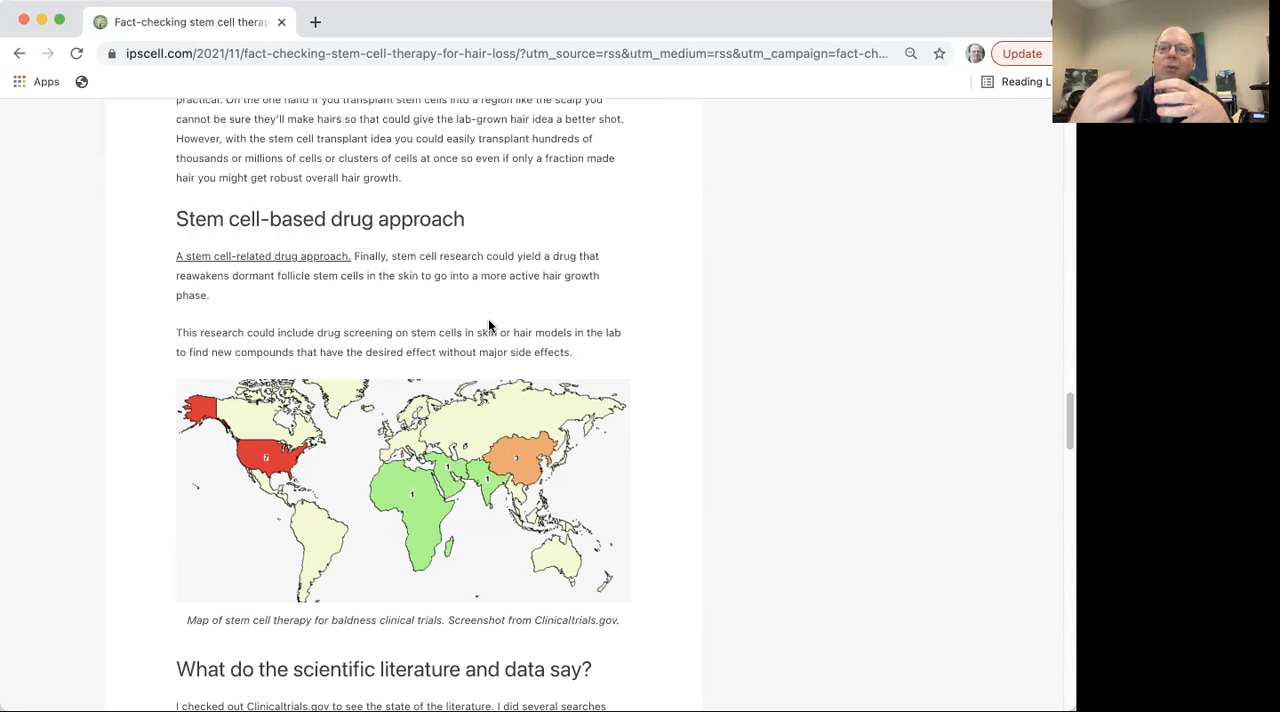 Fact-checking stem cell therap
ipscell.com/2021/11/fact-checking-stem-cell-therapy-for-hair-loss/?utm_source=rss&utm_medium=rss&utm_campaign=fact-ch...
Update
Apps
Reading L
practical. On the one hand if you transplant stem cells into a region like the scalp you
cannot be sure they'll make hairs so that could give the lab-grown hair idea a better shot.
However, with the stem cell transplant idea you could easily transplant hundreds of
thousands or millions of cells or clusters of cells at once so even if only a fraction made
hair you might get robust overall hair growth.
Stem cell-based drug approach
A stem cell-related drug approach. Finally, stem cell research could yield a drug that
reawakens dormant follicle stem cells in the skin to go into a more active hair growth
phase.
This research could include drug screening on stem cells in skin or hair models in the lab
to find new compounds that have the desired effect without major side effects.
7
1
1
1
3
Map of stem cell therapy for baldness clinical trials. Screenshot from Clinicaltrials.gov.
What do the scientific literature and data say?
I checked out Clinicaltrials.gov to see the state of the literature. I did several searches